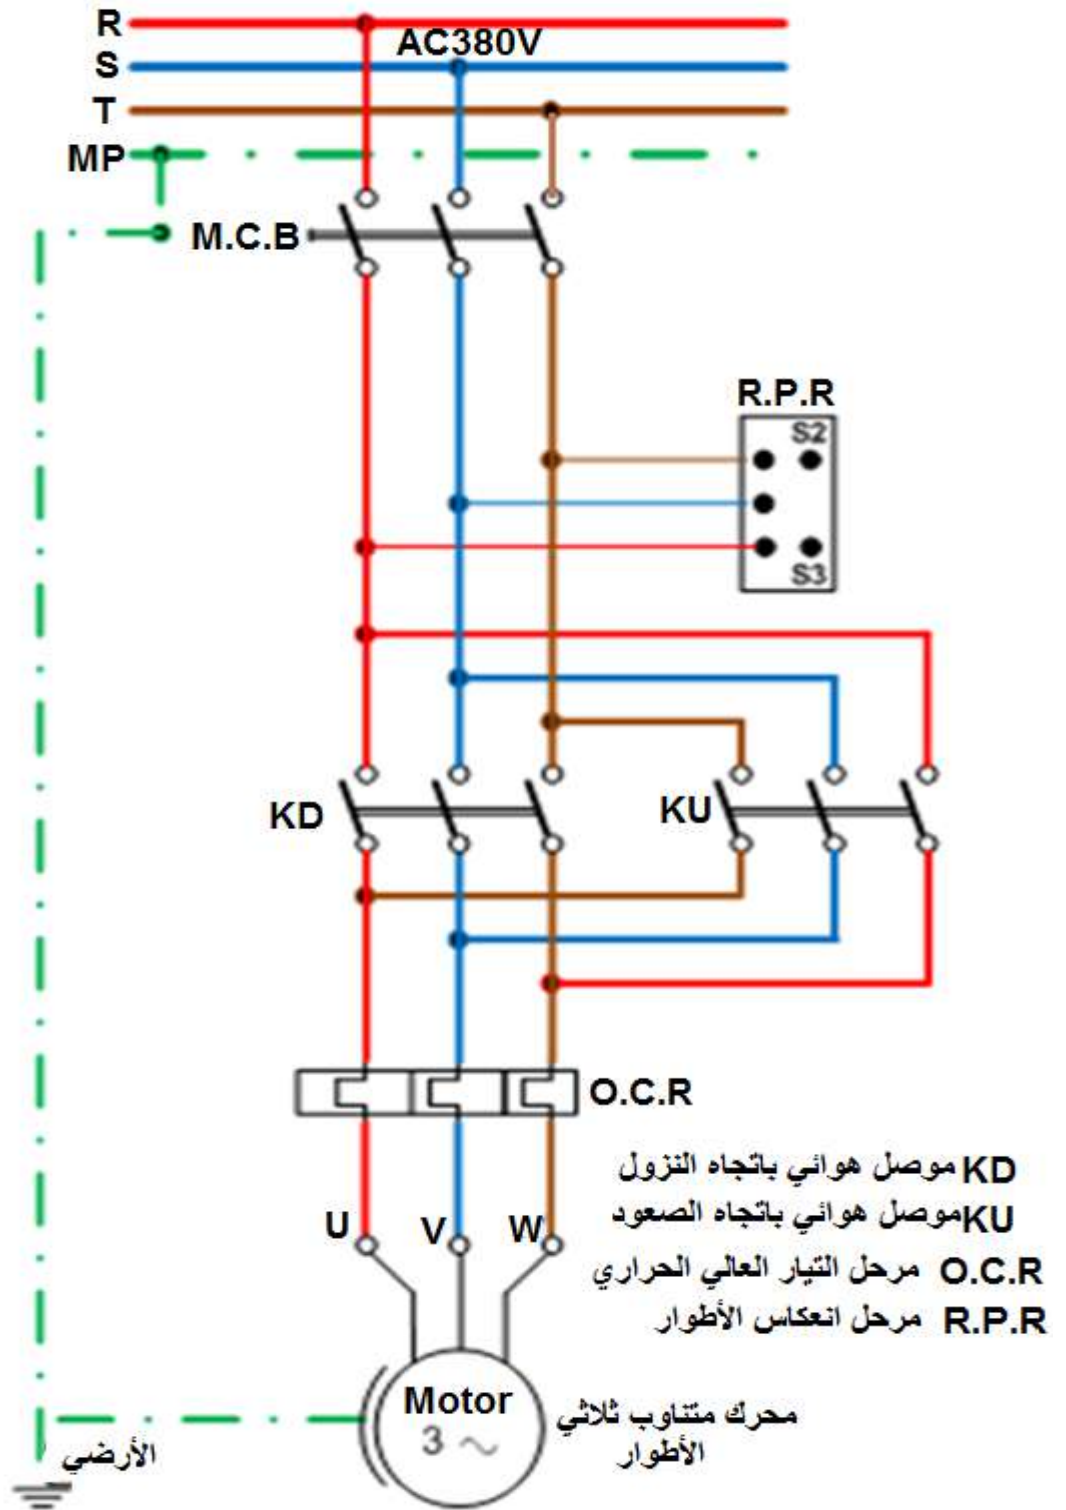 R
AC380V
S
T
MP
M.C.B
R.P.R
S2
S3
KD
KU
O.C.R
KD موصل هوائي باتجاه النزول
KU موصل هوائي باتجاه الصعود
O.C.R مرحل التيار العالي الحراري
R.P.R مرحل انعكاس الأطوار
U
V
W
Motor
3 ~
محرك متناوب ثلاثي
الأطوار
الأرضي